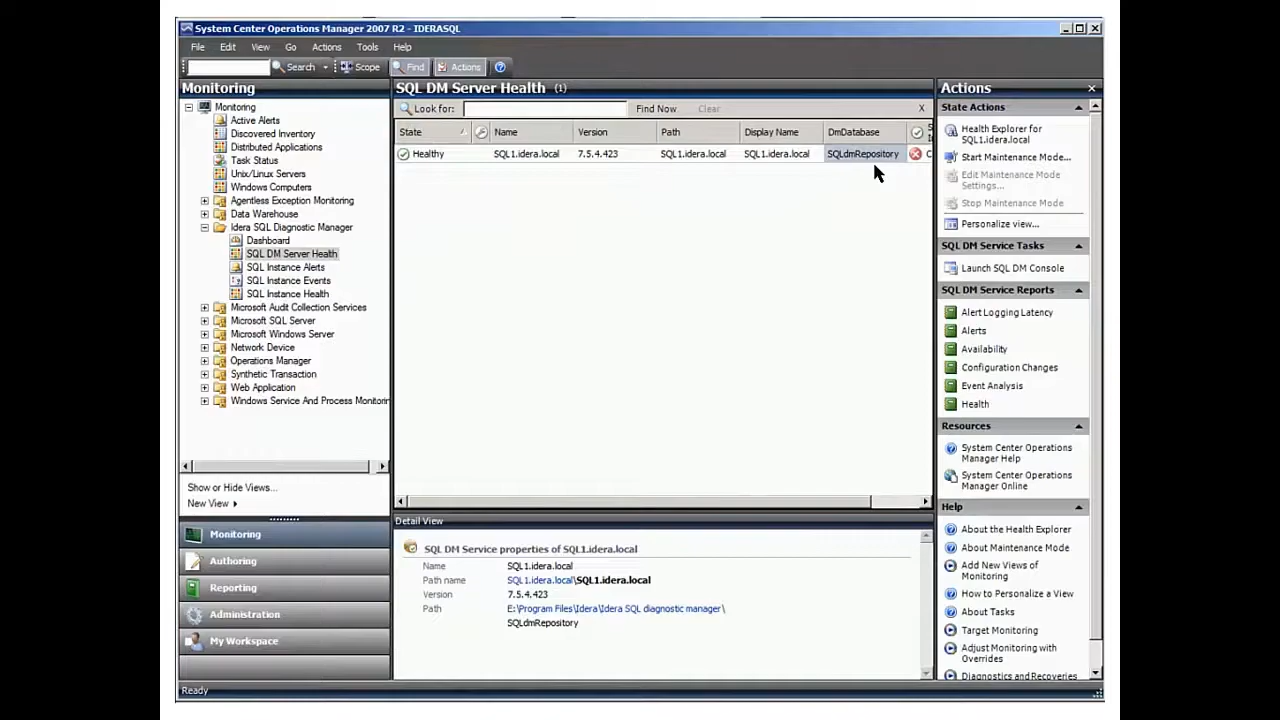 System Center Operations Manager 2007 R2 - IDERASQL
File Edit View Go Actions Tools Help
Search Scope Find Actions
Monitoring
Monitoring
Active Alerts
Discovered Inventory
Distributed Applications
Task Status
Unix/Linux Servers
Windows Computers
Agentless Exception Monitoring
Data Warehouse
Idera SQL Diagnostic Manager
Dashboard
SQL DM Server Health
SQL Instance Alerts
SQL Instance Events
SQL Instance Health
Microsoft Audit Collection Services
Microsoft SQL Server
Microsoft Windows Server
Network Device
Operations Manager
Synthetic Transaction
Web Application
Windows Service And Process Monitorin
Show or Hide Views...
New View
Monitoring
Authoring
Reporting
Administration
My Workspace
Ready
SQL DM Server Health (1)
Look for: Find Now Clear X
State Name Version Path Display Name DmDatabase
Healthy SQL1.idera.local 7.5.4.423 SQL1.idera.local SQL1.idera.local SQLdmRepository C
Detail View
SQL DM Service properties of SQL1.idera.local
Name SQL1.idera.local
Path name SQL1.idera.local\SQL1.idera.local
Version 7.5.4.423
Path E:\Program Files\Idera\Idera SQL diagnostic manager\
SQLdmRepository
Actions
State Actions
Health Explorer for
SQL1.idera.local
Start Maintenance Mode...
Edit Maintenance Mode
Settings...
Stop Maintenance Mode
Personalize view...
SQL DM Service Tasks
Launch SQL DM Console
SQL DM Service Reports
Alert Logging Latency
Alerts
Availability
Configuration Changes
Event Analysis
Health
Resources
System Center Operations
Manager Help
System Center Operations
Manager Online
Help
About the Health Explorer
About Maintenance Mode
Add New Views of
Monitoring
How to Personalize a View
About Tasks
Target Monitoring
Adjust Monitoring with
Overrides
Diagnostics and Recoveries